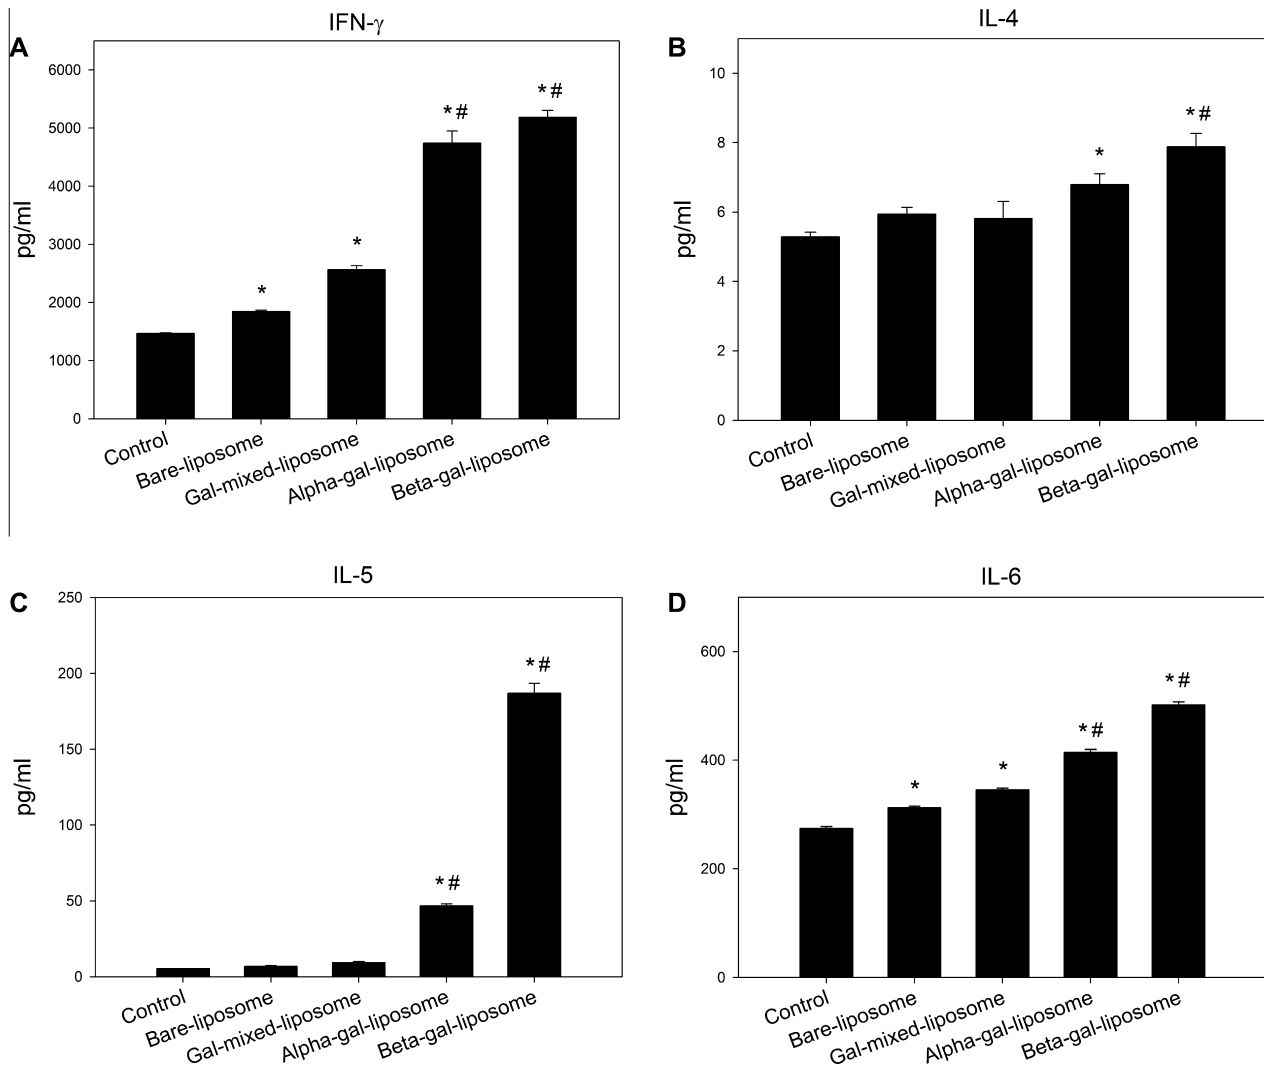 IFN-γ
A
6000
5000
4000
3000
2000
1000
0
pg/ml
*
*
* #
* #
Control
Bare-liposome
Gal-mixed-liposome
Alpha-gal-liposome
Beta-gal-liposome
IL-4
B
10
8
6
4
2
0
pg/ml
*
* #
Control
Bare-liposome
Gal-mixed-liposome
Alpha-gal-liposome
Beta-gal-liposome
IL-5
C
250
200
150
100
50
0
pg/ml
* #
* #
Control
Bare-liposome
Gal-mixed-liposome
Alpha-gal-liposome
Beta-gal-liposome
IL-6
D
600
400
200
0
pg/ml
*
*
* #
* #
Control
Bare-liposome
Gal-mixed-liposome
Alpha-gal-liposome
Beta-gal-liposome